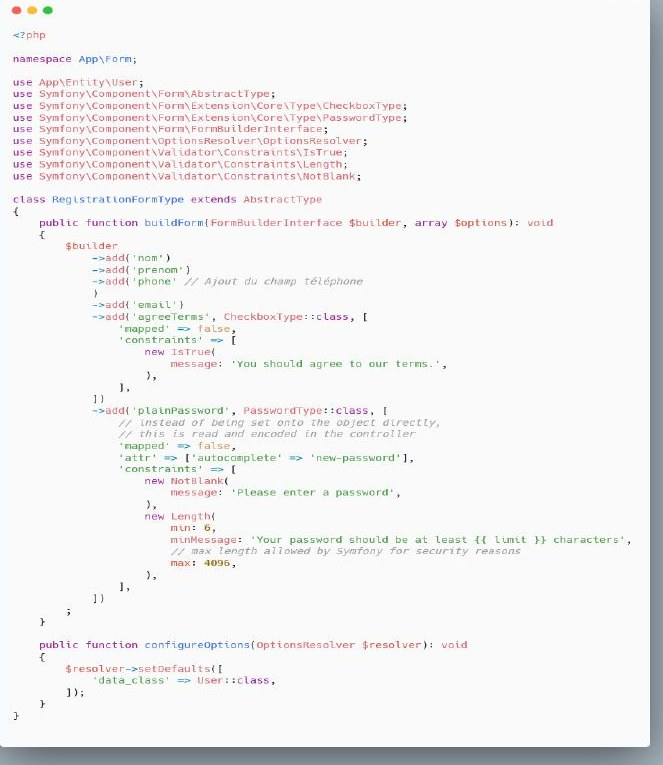 <?php
namespace App\Form;
use App\Entity\User;
use Symfony\Component\Form\AbstractType;
use Symfony\Component\Form\Extension\Core\Type\CheckboxType;
use Symfony\Component\Form\Extension\Core\Type\PasswordType;
use Symfony\Component\Form\FormBuilderInterface;
use Symfony\Component\OptionsResolver\OptionsResolver;
use Symfony\Component\Validator\Constraints\IsTrue;
use Symfony\Component\Validator\Constraints\Length;
use Symfony\Component\Validator\Constraints\NotBlank;
class RegistrationFormType extends AbstractType
{
    public function buildForm(FormBuilderInterface $builder, array $options): void
    {
        $builder
            ->add('nom')
            ->add('prenom')
            ->add('phone' // Ajout du champ téléphone
            )
            ->add('email')
            ->add('agreeTerms', CheckboxType::class, [
                'mapped' => false,
                'constraints' => [
                    new IsTrue(
                        message: 'You should agree to our terms.',
                    ),
                ],
            ])
            ->add('plainPassword', PasswordType::class, [
                // instead of being set onto the object directly,
                // this is read and encoded in the controller
                'mapped' => false,
                'attr' => ['autocomplete' => 'new-password'],
                'constraints' => [
                    new NotBlank(
                        message: 'Please enter a password',
                    ),
                    new Length(
                        min: 6,
                        minMessage: 'Your password should be at least {{ limit }} characters',
                        // max length allowed by Symfony for security reasons
                        max: 4096,
                    ),
                ],
            ])
        ;
    }
    public function configureOptions(OptionsResolver $resolver): void
    {
        $resolver->setDefaults([
            'data_class' => User::class,
        ]);
    }
}